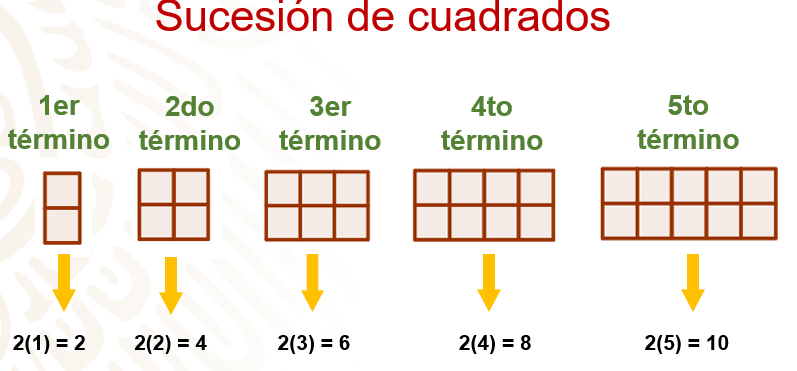 Sucesión de cuadrados
1er
término
2do
término
3er
término
4to
término
5to
término
2(1) = 2
2(2) = 4
2(3) = 6
2(4) = 8
2(5) = 10